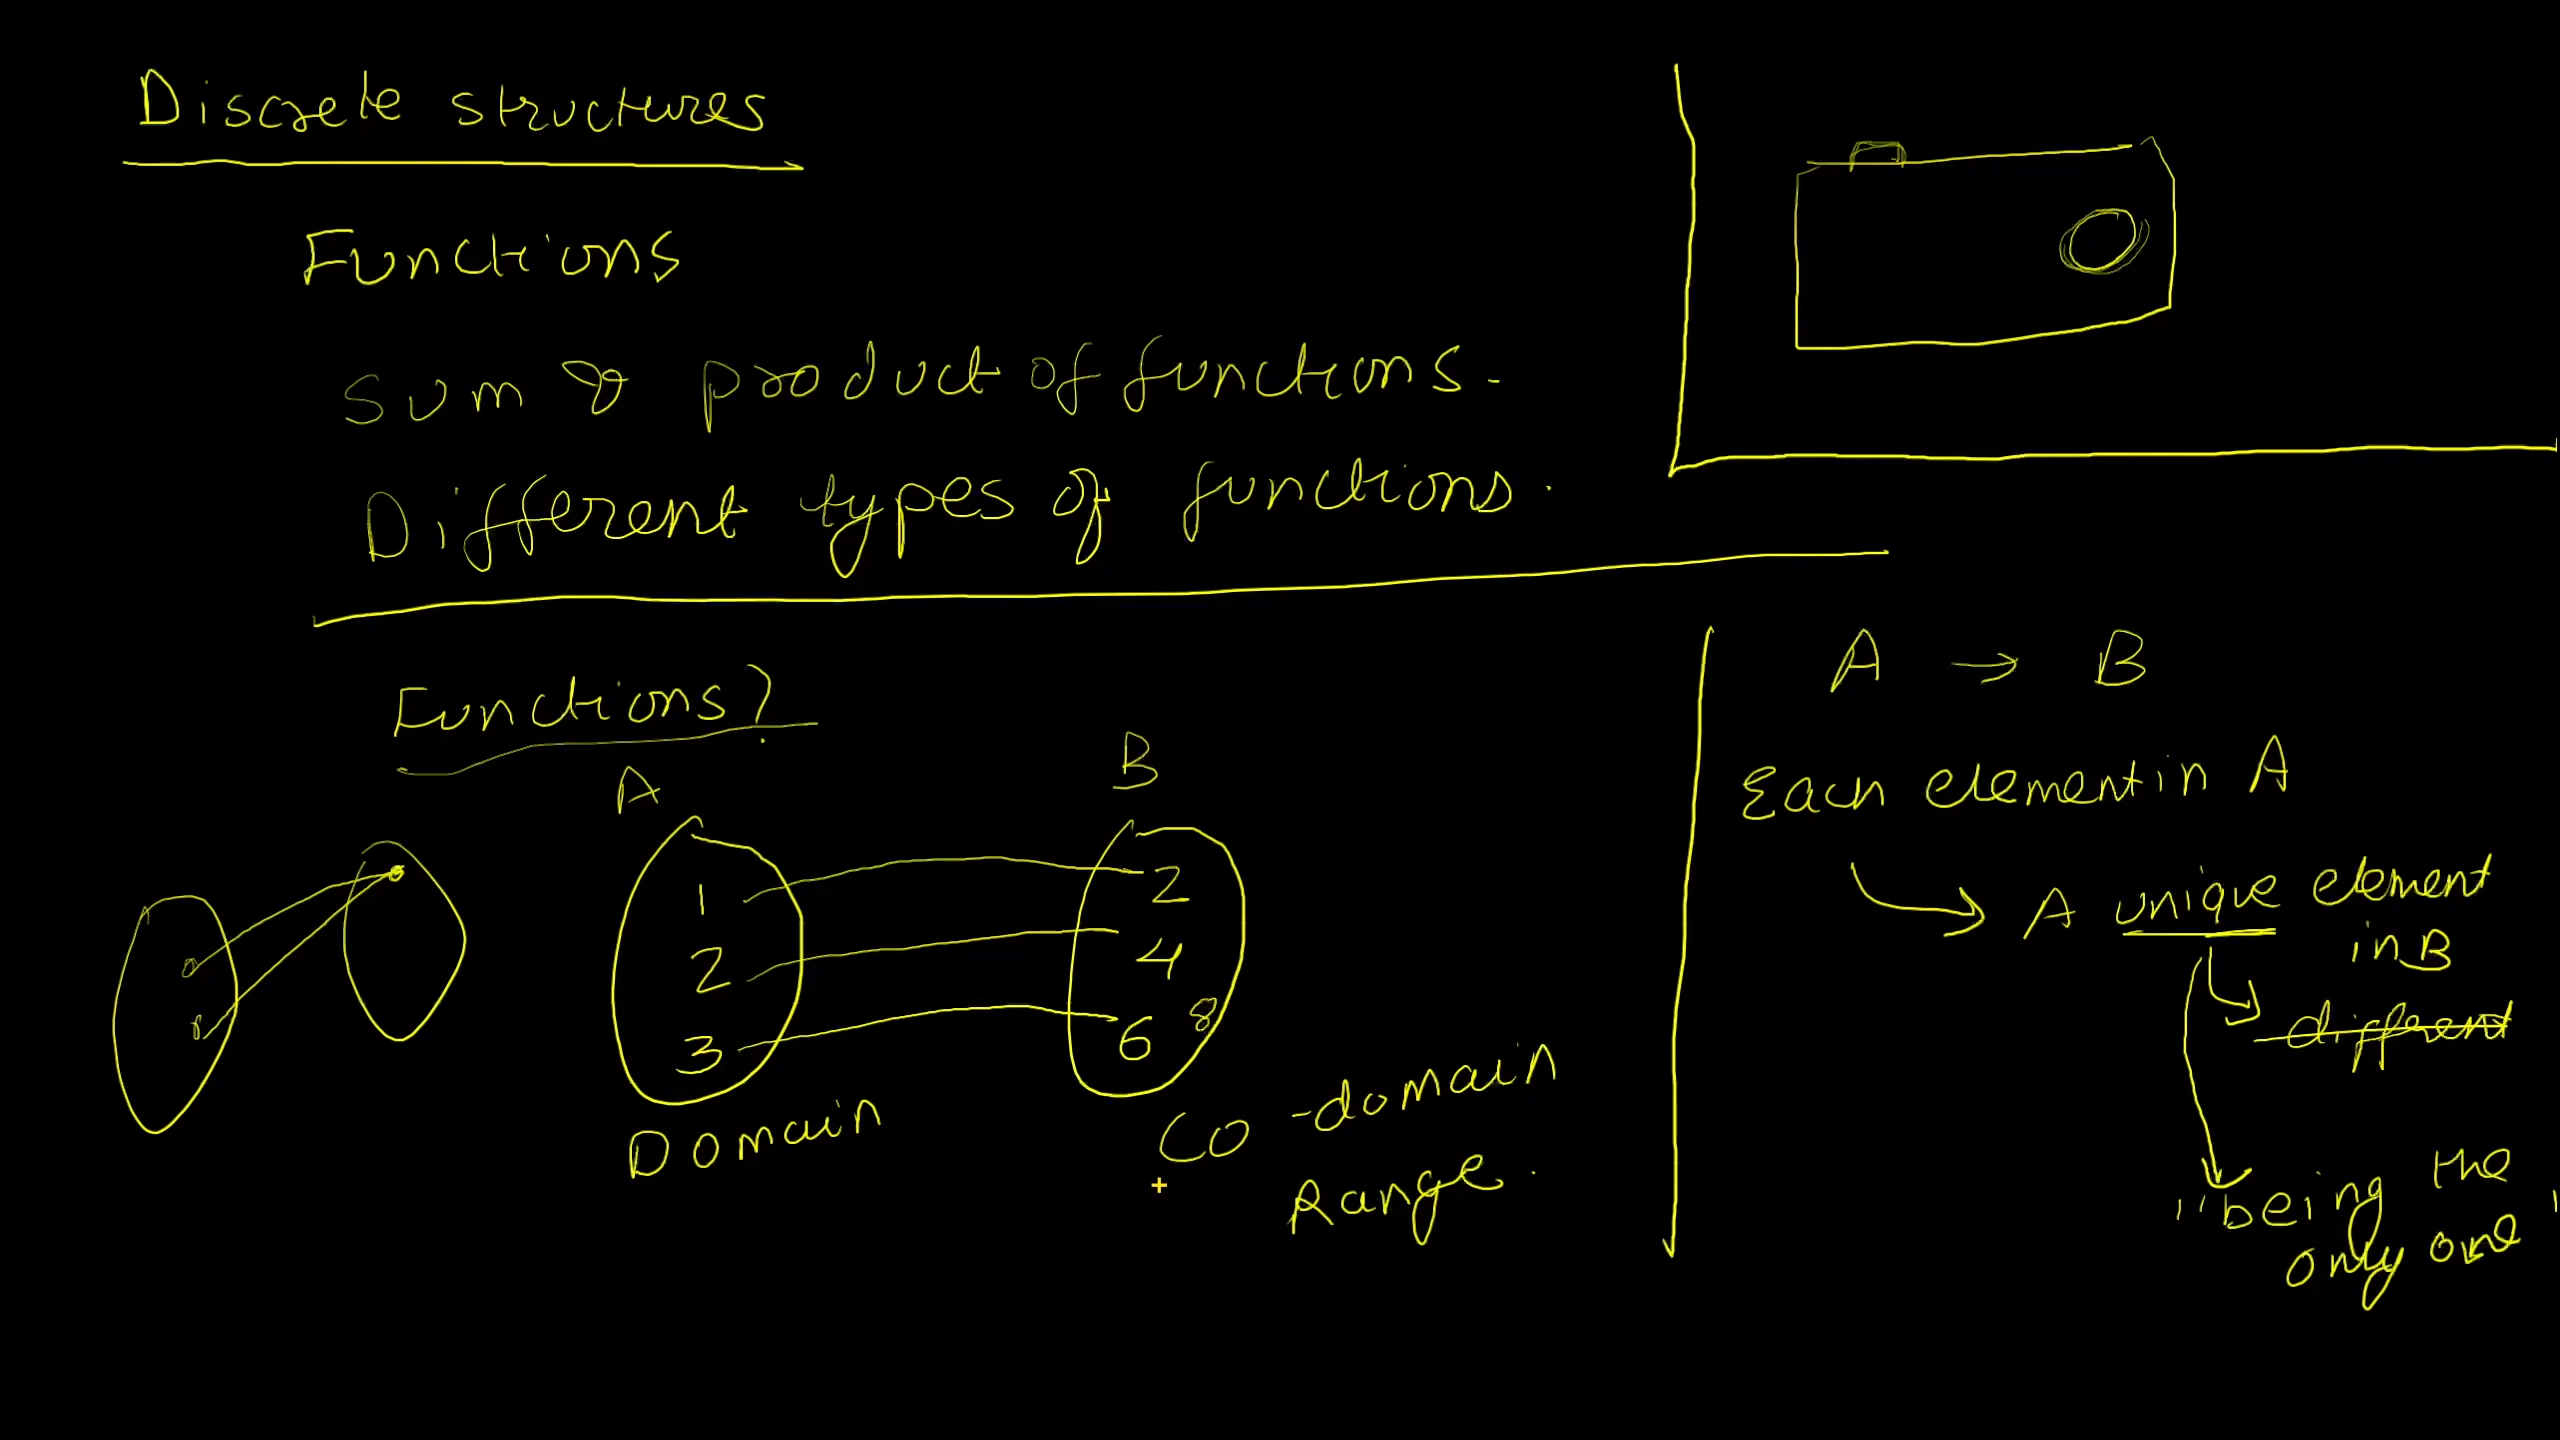 Discrete structures
Functions
sum & product of functions.
Different types of functions.
Functions?
A B
1 2
2 4
3 6 8
Domain
Co-domain
Range.
A → B
Each element in A
→ A unique element
in B
different
"being the
only one"